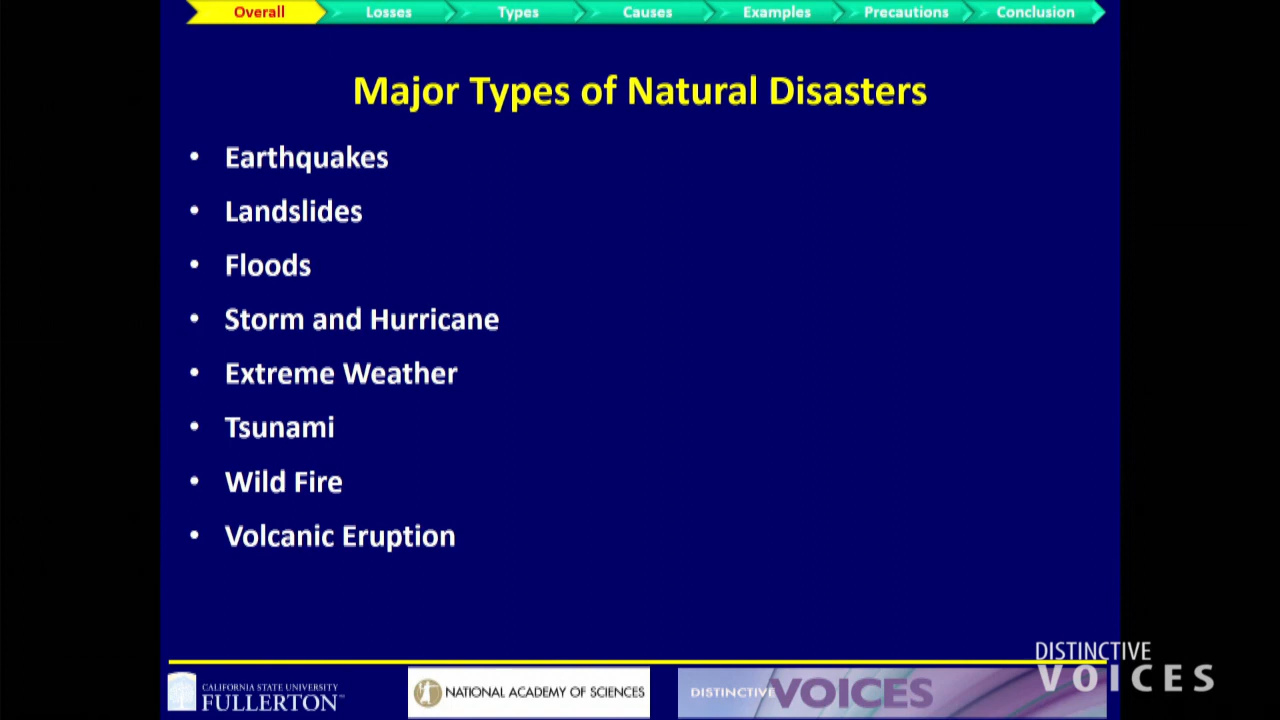 Overall Losses Types Causes Examples Precautions Conclusion
Major Types of Natural Disasters
• Earthquakes
• Landslides
• Floods
• Storm and Hurricane
• Extreme Weather
• Tsunami
• Wild Fire
• Volcanic Eruption
DISTINCTIVE
VOICES
CALIFORNIA STATE UNIVERSITY
FULLERTON™
NATIONAL ACADEMY OF SCIENCES
DISTINCTIVE VOICES